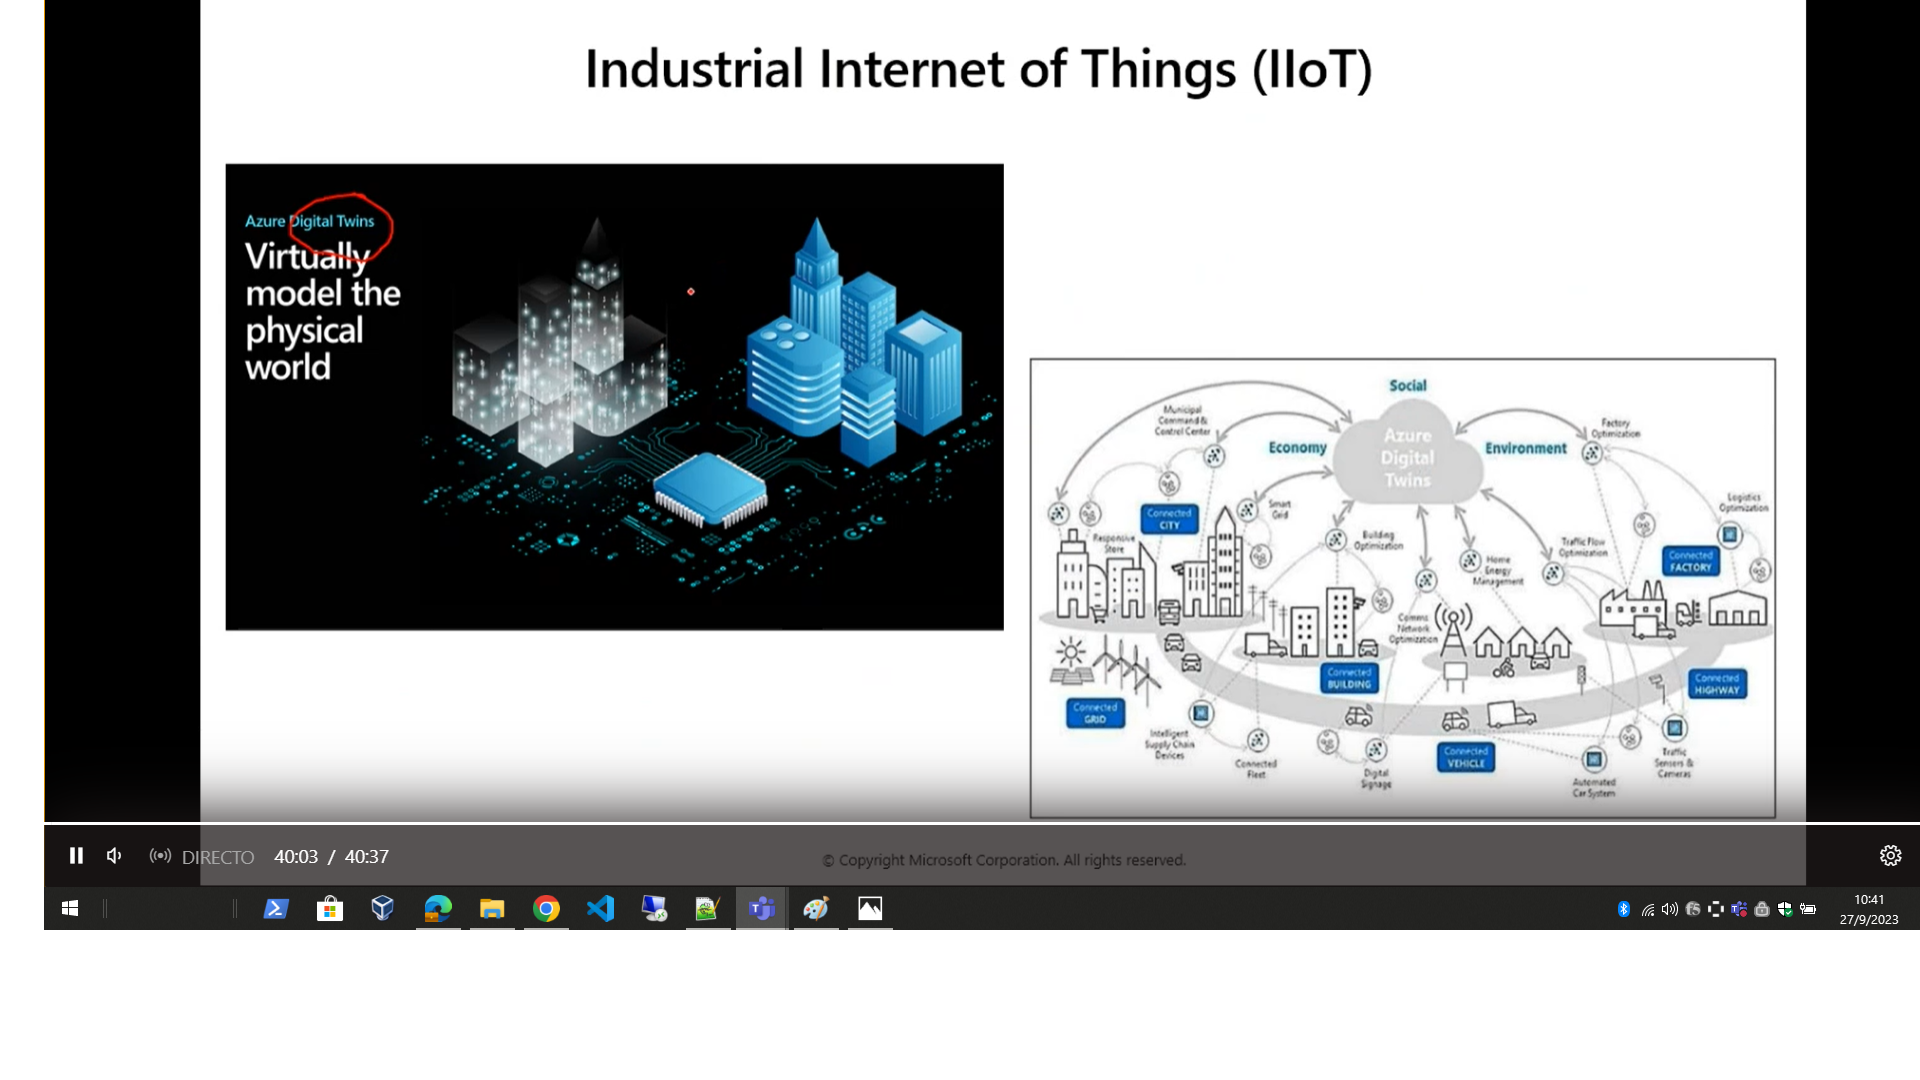 Industrial Internet of Things (IIoT)
Azure Digital Twins
Virtually
model the
physical
world
Social
Economy
Environment
Azure
Digital
Twins
Municipal
Command &
Control Center
Factory
Optimization
Logistics
Optimization
Smart
Grid
Connected
CITY
Responsive
Store
Building
Optimization
Home
Energy
Management
Traffic Flow
Optimization
Connected
FACTORY
Comms
Network
Optimization
Connected
BUILDING
Connected
HIGHWAY
Connected
GRID
Intelligent
Supply Chain
Devices
Connected
Fleet
Digital
Signage
Connected
VEHICLE
Automated
Car System
Traffic
Sensors &
Cameras
DIRECTO 40:03 / 40:37
© Copyright Microsoft Corporation. All rights reserved.
10:41
27/9/2023